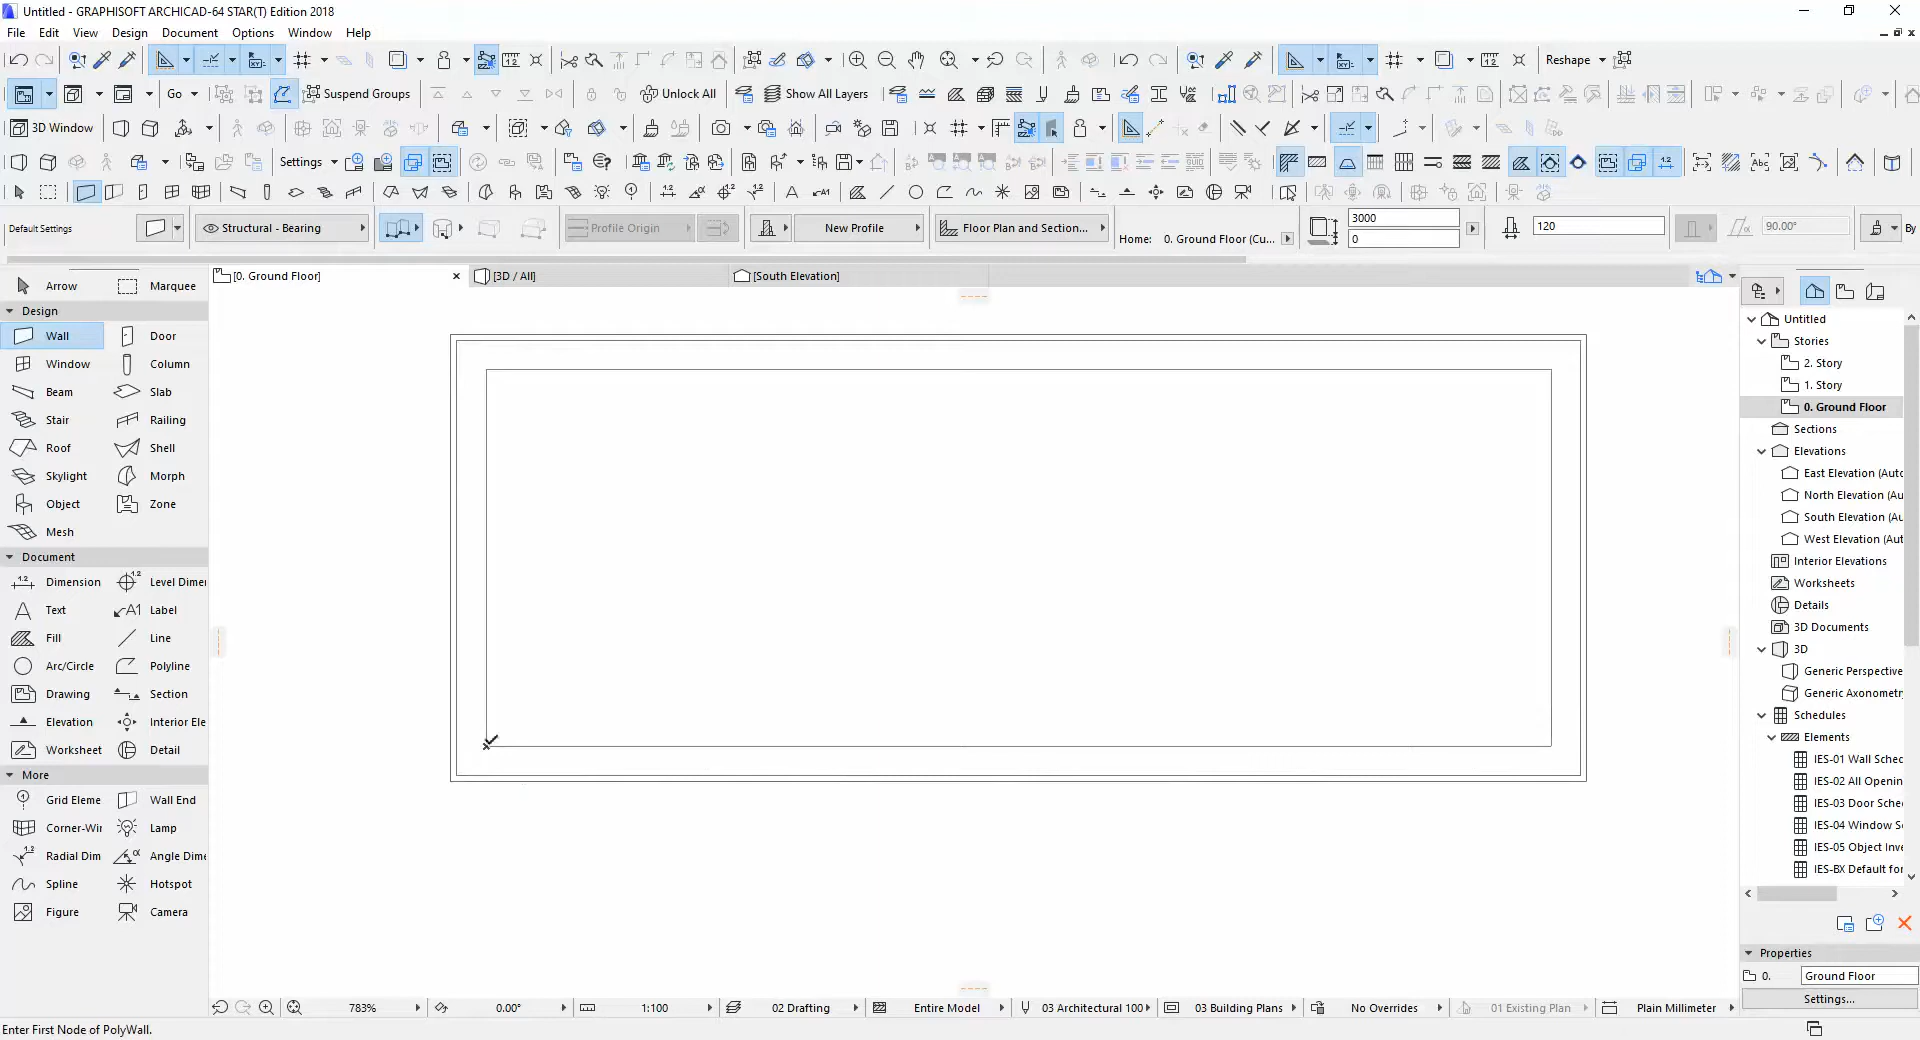 Untitled - GRAPHISOFT ARCHICAD-64 STAR(T) Edition 2018
File Edit View Design Document Options Window Help
Reshape
Go Suspend Groups Unlock All Show All Layers
3D Window
Settings
Default Settings Structural - Bearing Profile Origin New Profile Floor Plan and Section... Home: 0. Ground Floor (Cu... 3000 0 120 90.00° By
Arrow Marquee
[0. Ground Floor] [3D / All] [South Elevation]
Design
Wall Door
Window Column
Beam Slab
Stair Railing
Roof Shell
Skylight Morph
Object Zone
Mesh
Document
Dimension Level Dime
Text Label
Fill Line
Arc/Circle Polyline
Drawing Section
Elevation Interior Ele
Worksheet Detail
More
Grid Eleme Wall End
Corner-Wir Lamp
Radial Dim Angle Dime
Spline Hotspot
Figure Camera
Untitled
Stories
2. Story
1. Story
0. Ground Floor
Sections
Elevations
East Elevation (Auto
North Elevation (Au
South Elevation (Au
West Elevation (Aut
Interior Elevations
Worksheets
Details
3D Documents
3D
Generic Perspective
Generic Axonometr
Schedules
Elements
IES-01 Wall Sched
IES-02 All Openin
IES-03 Door Sche
IES-04 Window S
IES-05 Object Inve
IES-BX Default for
Properties
0. Ground Floor
Settings...
783% 0.00° 1:100 02 Drafting Entire Model 03 Architectural 100 03 Building Plans No Overrides 01 Existing Plan Plain Millimeter
Enter First Node of PolyWall.